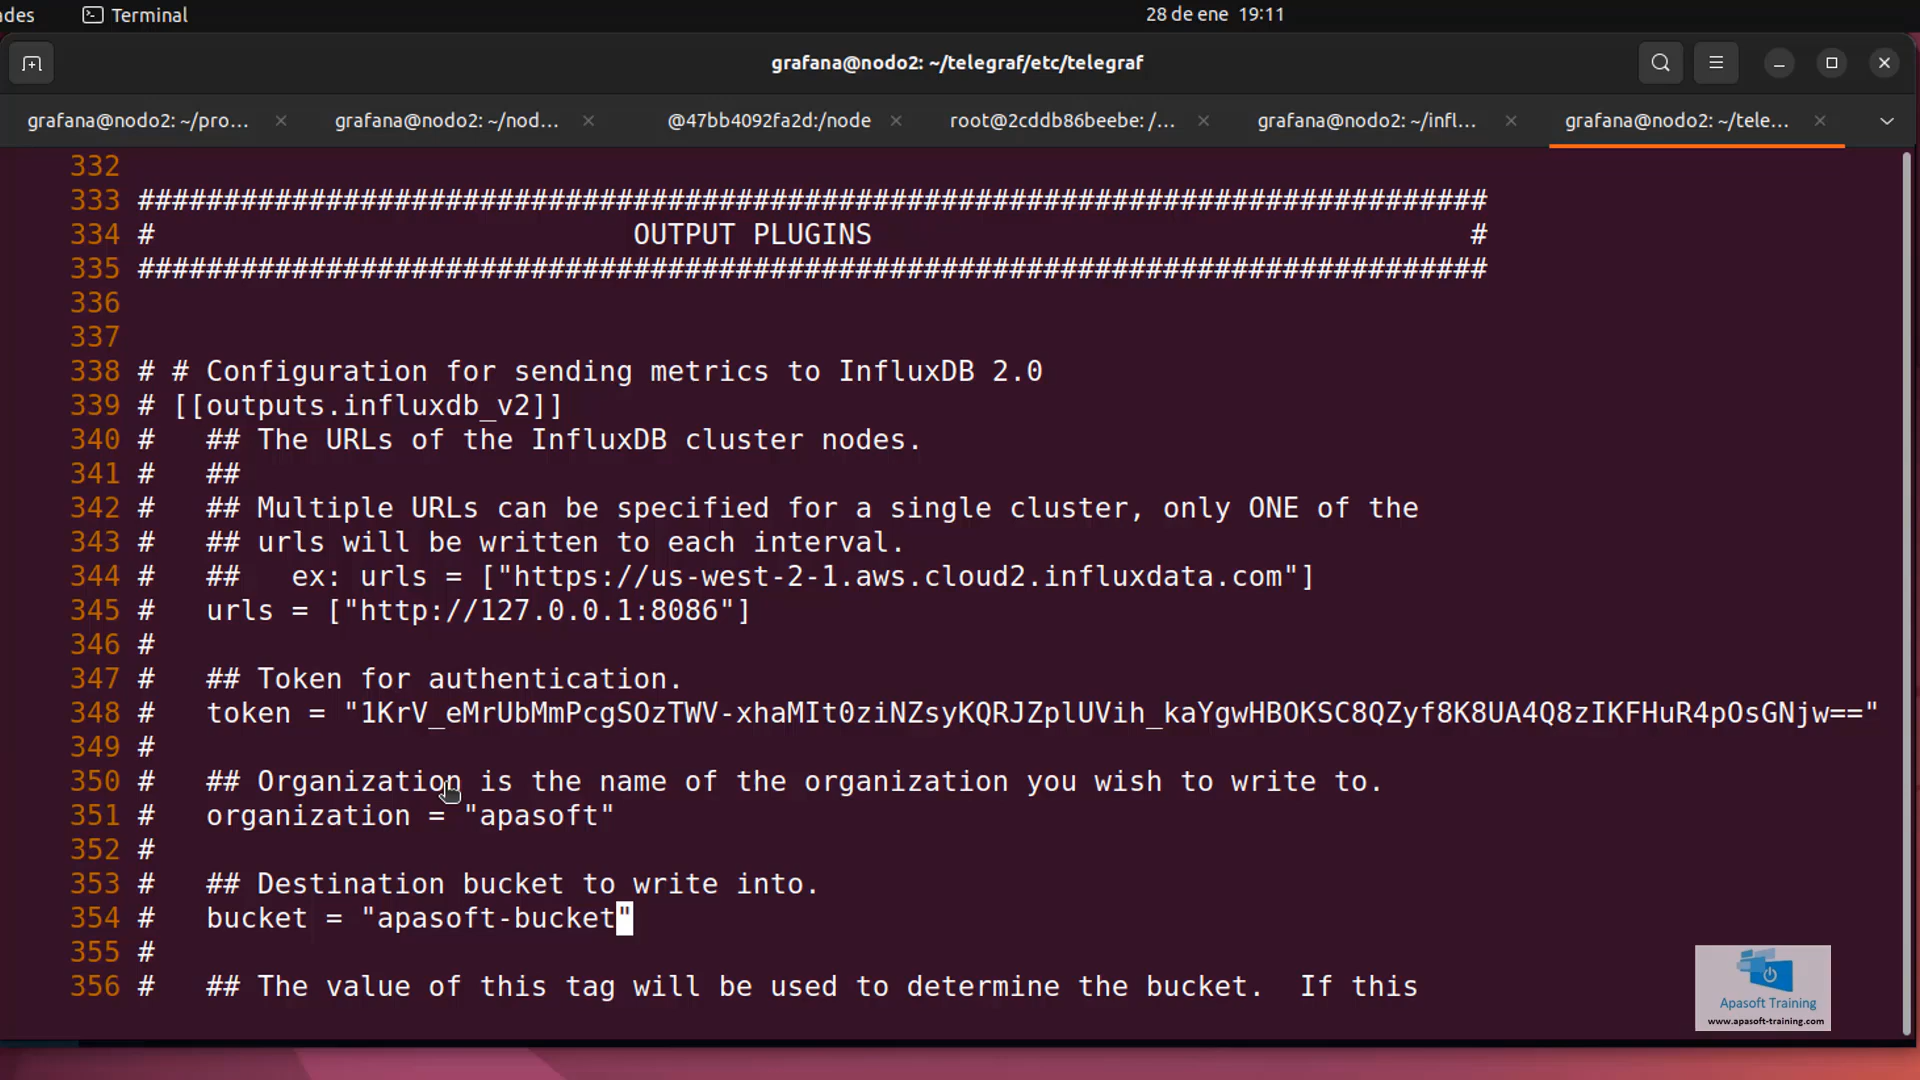 ades
Terminal
28 de ene 19:11
grafana@nodo2: ~/telegraf/etc/telegraf
grafana@nodo2: ~/pro...
grafana@nodo2: ~/nod...
@47bb4092fa2d:/node
root@2cddb86beebe: /...
grafana@nodo2: ~/infl...
grafana@nodo2: ~/tele...
332
333 ###############################################################################
334 #                            OUTPUT PLUGINS                                   #
335 ###############################################################################
336
337
338 # # Configuration for sending metrics to InfluxDB 2.0
339 # [[outputs.influxdb_v2]]
340 #   ## The URLs of the InfluxDB cluster nodes.
341 #   ##
342 #   ## Multiple URLs can be specified for a single cluster, only ONE of the
343 #   ## urls will be written to each interval.
344 #   ##   ex: urls = ["https://us-west-2-1.aws.cloud2.influxdata.com"]
345 #   urls = ["http://127.0.0.1:8086"]
346 #
347 #   ## Token for authentication.
348 #   token = "1KrV_eMrUbMmPcgSOzTWV-xhaMIt0ziNZsyKQRJZplUVih_kaYgwHBOKSC8QZyf8K8UA4Q8zIKFHuR4pOsGNjw=="
349 #
350 #   ## Organization is the name of the organization you wish to write to.
351 #   organization = "apasoft"
352 #
353 #   ## Destination bucket to write into.
354 #   bucket = "apasoft-bucket"
355 #
356 #   ## The value of this tag will be used to determine the bucket.  If this
Apasoft Training
www.apasoft-training.com